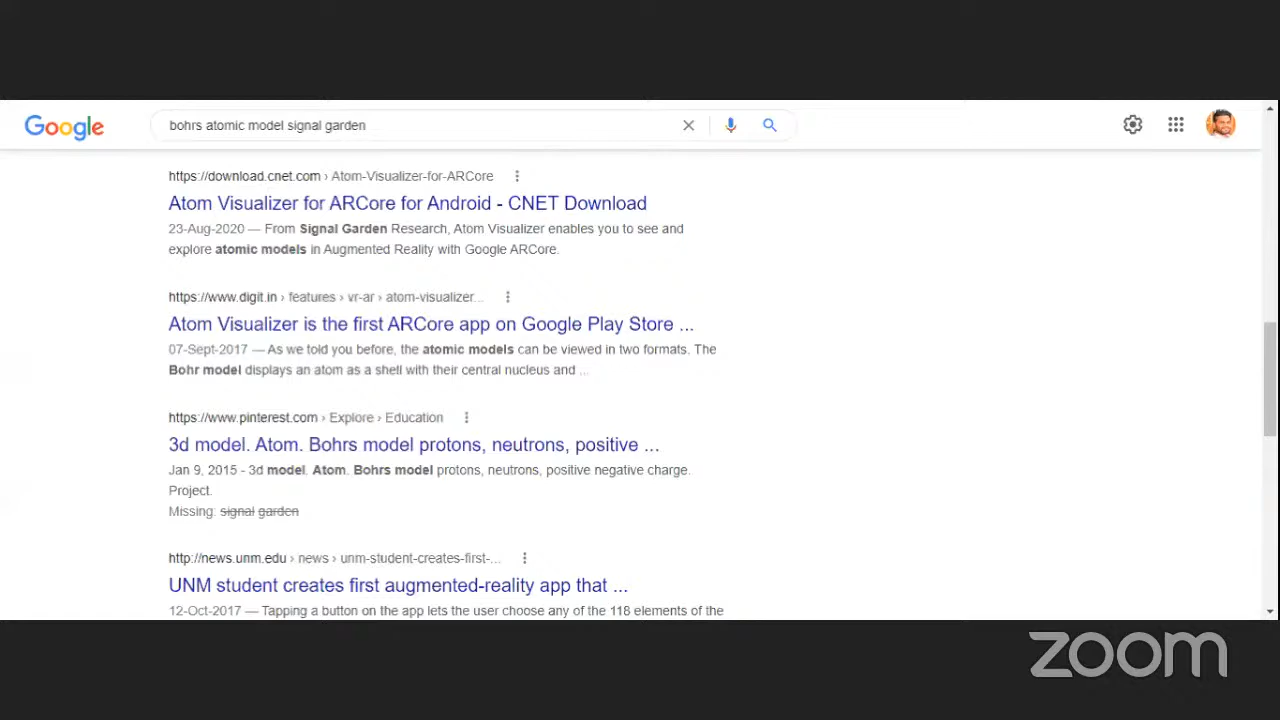 Google
bohrs atomic model signal garden
https://download.cnet.com › Atom-Visualizer-for-ARCore
Atom Visualizer for ARCore for Android - CNET Download
23-Aug-2020 — From Signal Garden Research, Atom Visualizer enables you to see and
explore atomic models in Augmented Reality with Google ARCore.
https://www.digit.in › features › vr-ar › atom-visualizer...
Atom Visualizer is the first ARCore app on Google Play Store ...
07-Sept-2017 — As we told you before, the atomic models can be viewed in two formats. The
Bohr model displays an atom as a shell with their central nucleus and ...
https://www.pinterest.com › Explore › Education
3d model. Atom. Bohrs model protons, neutrons, positive ...
Jan 9, 2015 - 3d model. Atom. Bohrs model protons, neutrons, positive negative charge.
Project.
Missing: signal garden
http://news.unm.edu › news › unm-student-creates-first-...
UNM student creates first augmented-reality app that ...
12-Oct-2017 — Tapping a button on the app lets the user choose any of the 118 elements of the
zoom